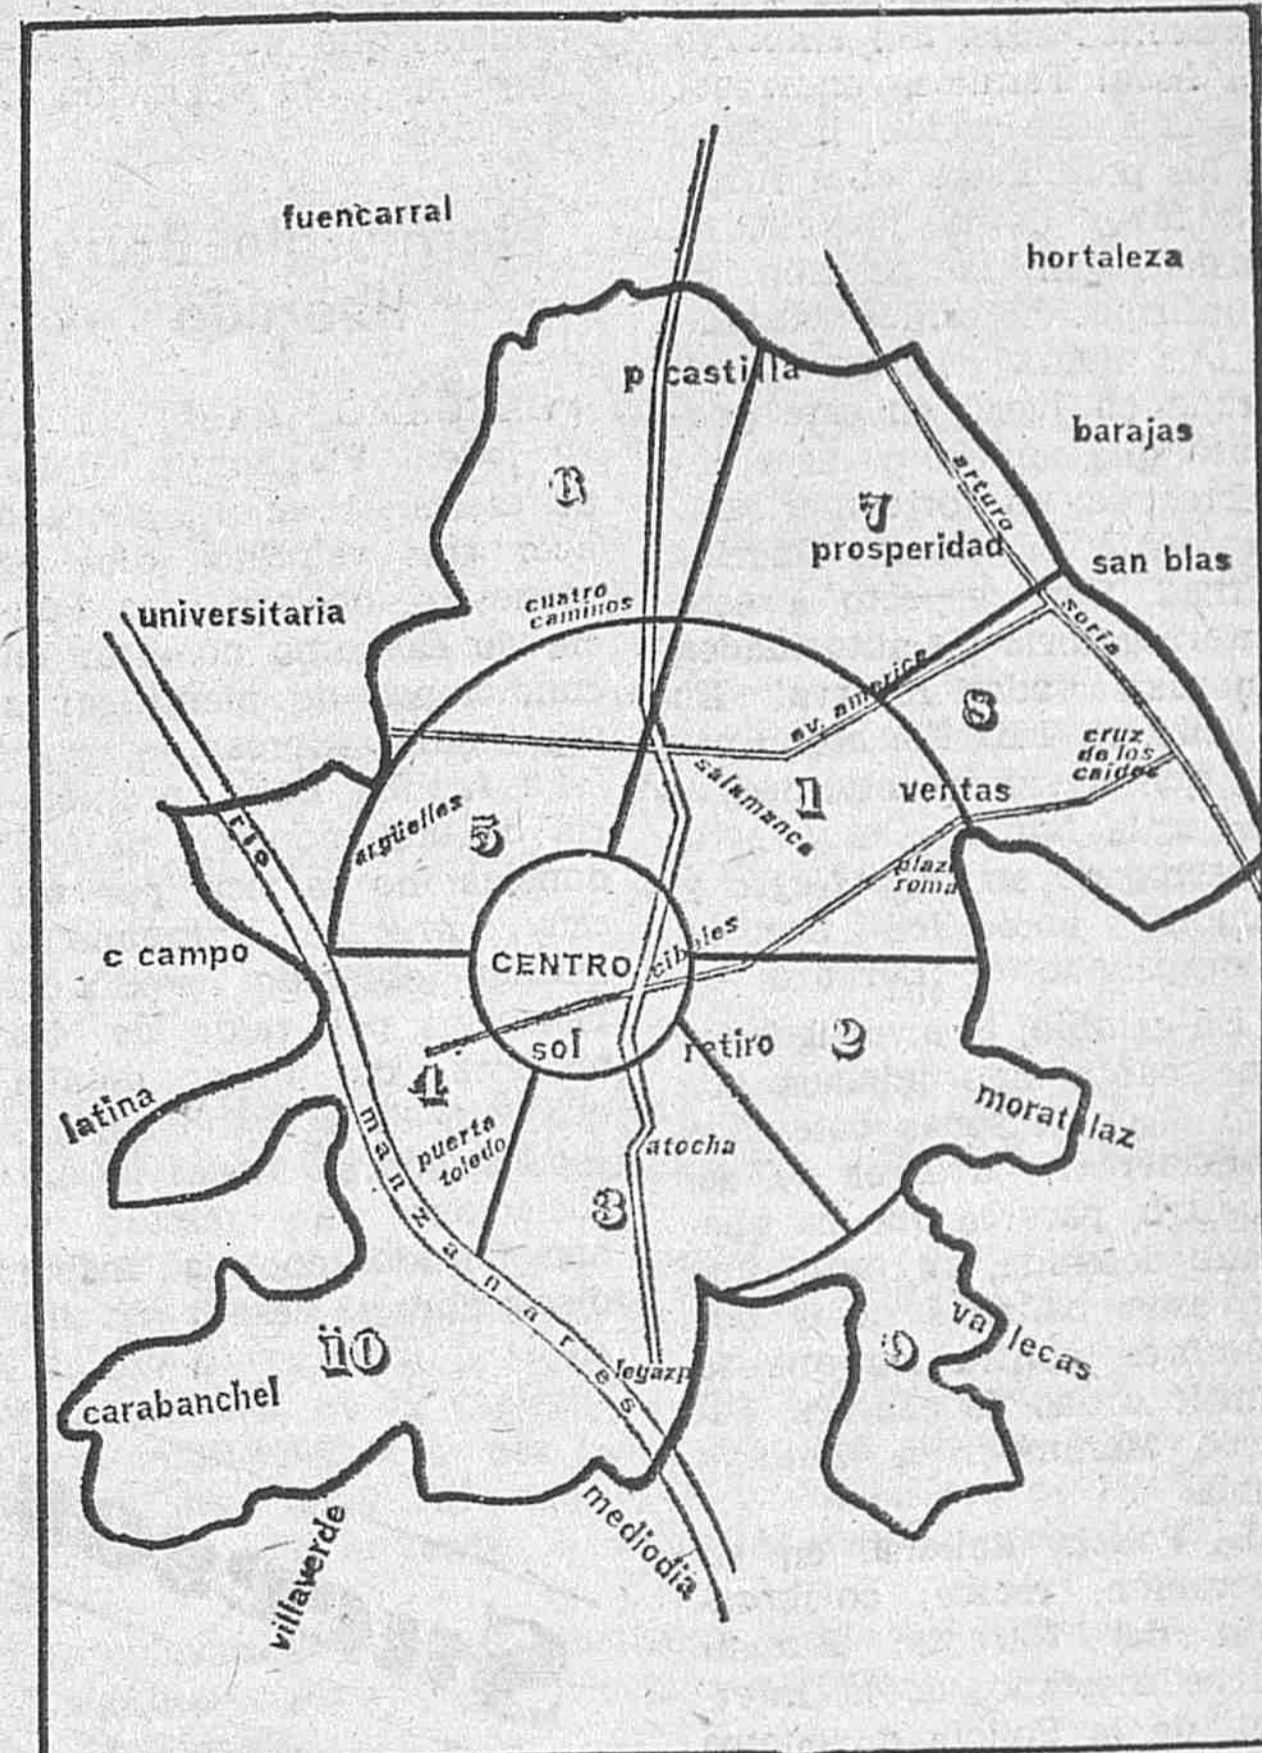 fuencarral
hortaleza
p castilla
barajas
6
7
arturo
prosperidad
san blas
cuatro
caminos
universitaria
soria
av. america
8
cruz
de los
caidos
salamanca
1
ventas
argüelles
5
rio
plaza
roma
c campo
CENTRO
cibeles
sol
retiro
2
4
latina
moratalaz
puerta
toledo
manzanares
atocha
3
vallecas
10
9
legazpi
carabanchel
mediodia
villaverde